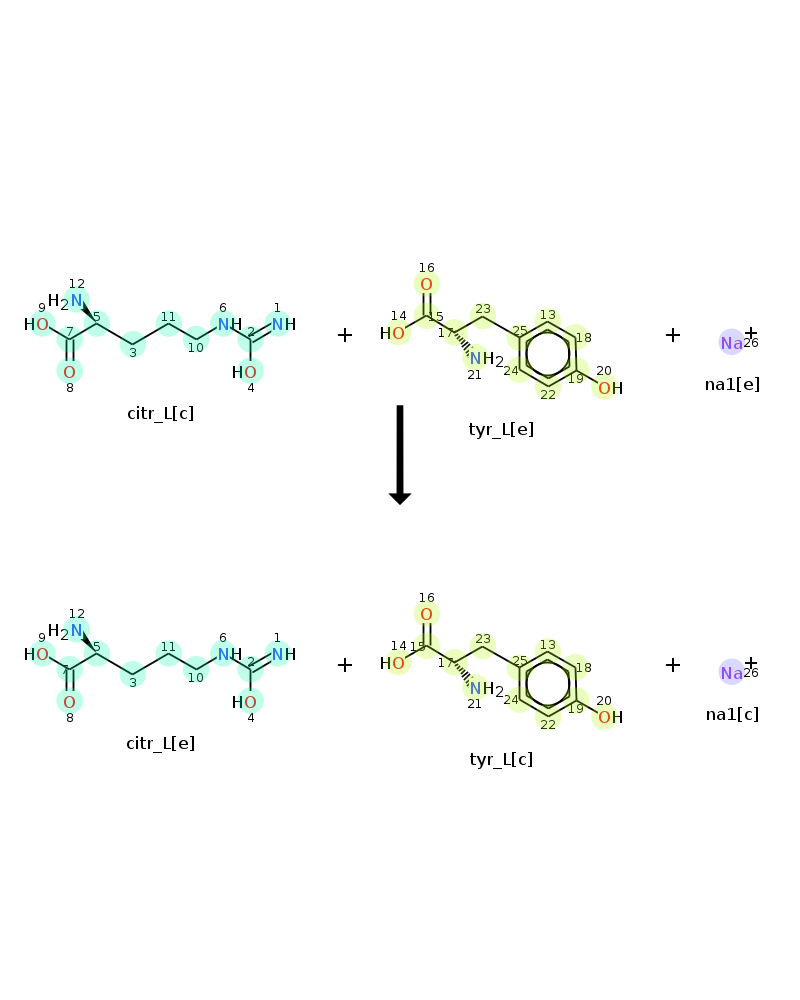 16
12
H2N
O
9
HO
7
5
3
11
10
6
NH
2
1
NH
O
8
HO
4
citr_L[c]
+
14
HO
15
17
23
NH2
21
25
13
18
24
22
19
20
OH
tyr_L[e]
+
Na+
26
na1[e]
16
12
H2N
O
9
HO
7
5
3
11
10
6
NH
2
1
NH
O
8
HO
4
citr_L[e]
+
14
HO
15
17
23
NH2
21
25
13
18
24
22
19
20
OH
tyr_L[c]
+
Na+
26
na1[c]